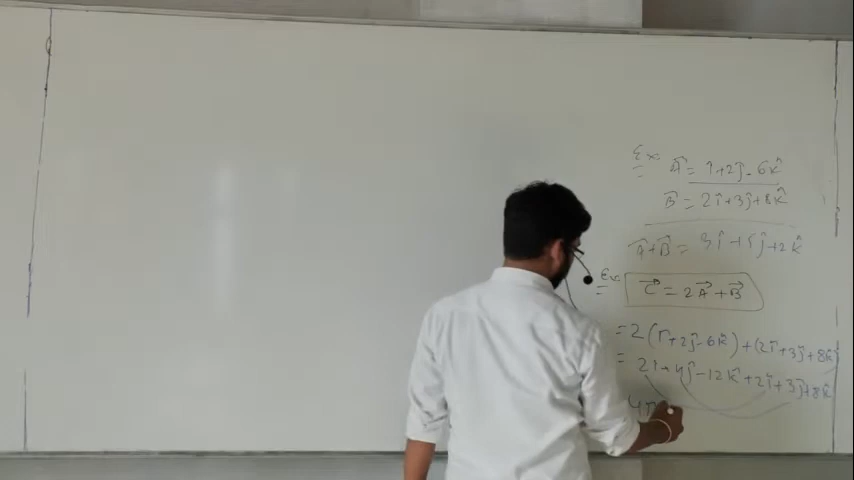 Ex A⃗ = î+2ĵ-6k̂
B⃗ = 2î+3ĵ+8k̂
A⃗+B⃗ = 3î+5ĵ+2k̂
Ex C⃗ = 2A⃗+B⃗
= 2(î+2ĵ-6k̂)+(2î+3ĵ+8k̂)
= 2î+4ĵ-12k̂+2î+3ĵ+8k̂
4î